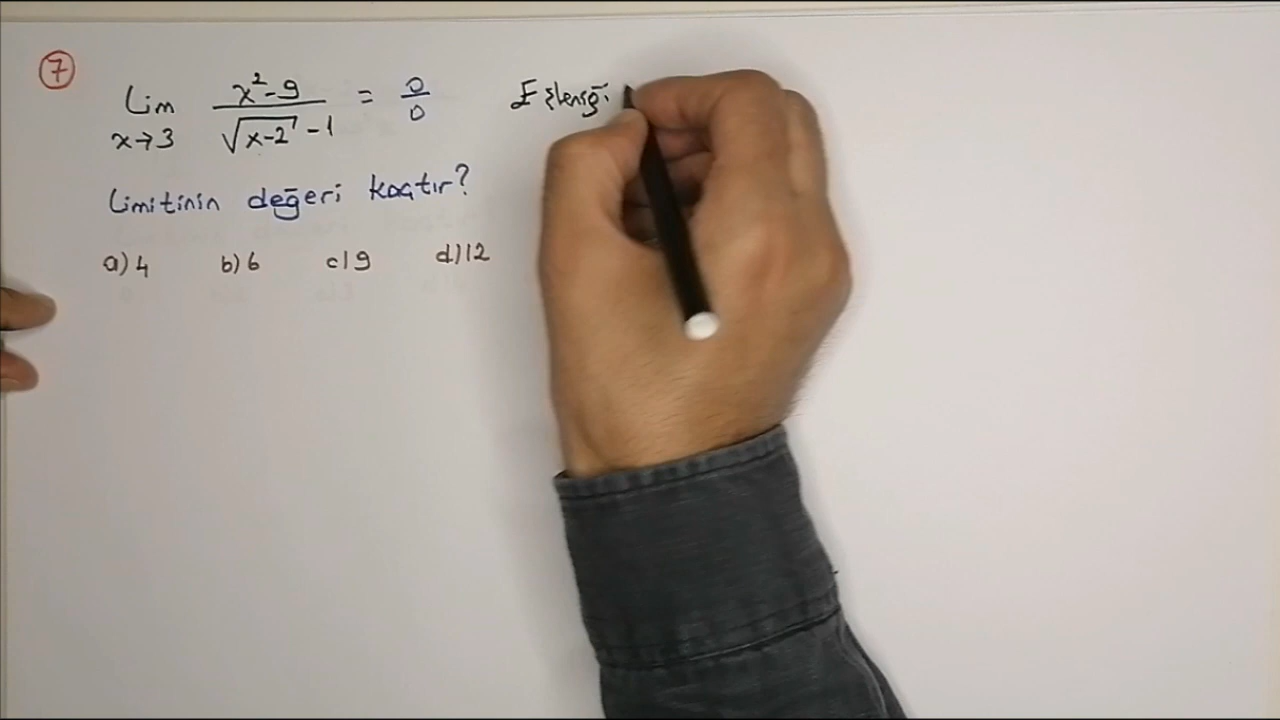 7
Lim x→3 x²-9 / √x-2 -1 = 0/0
Eşleniği
Limitinin değeri kaçtır?
a) 4 b) 6 c) 9 d) 12